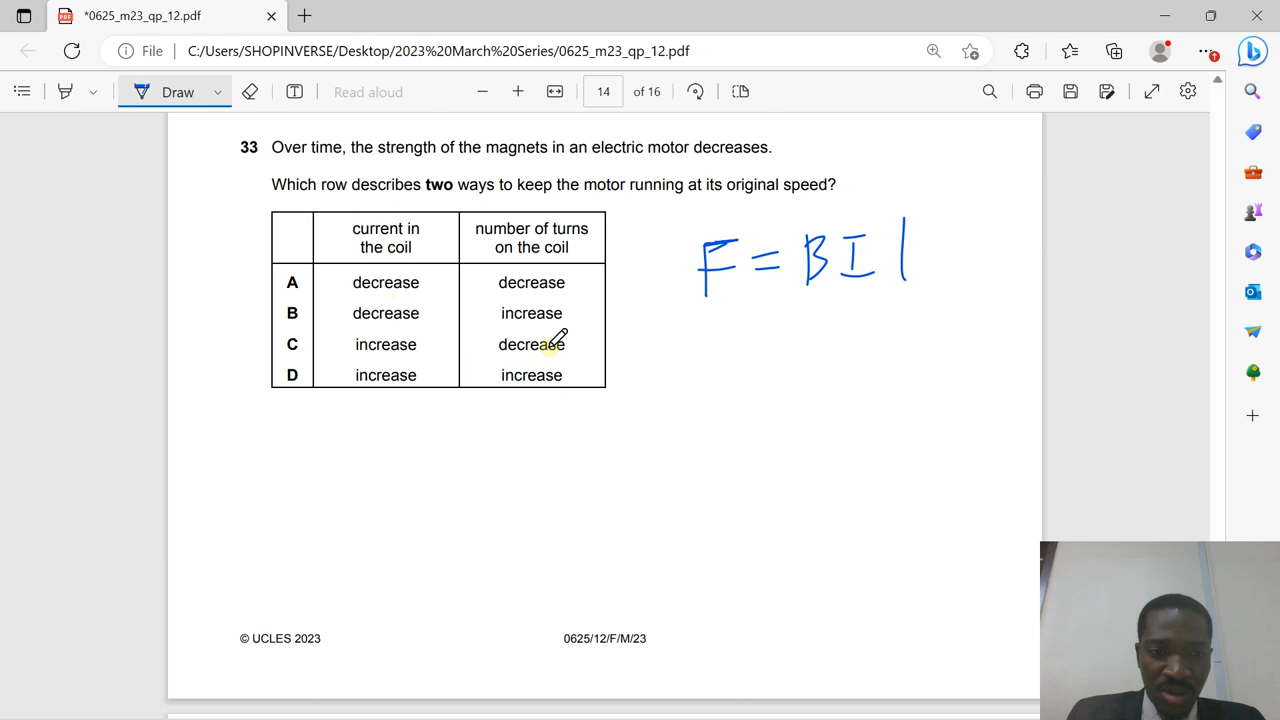 *0625_m23_qp_12.pdf
File C:/Users/SHOPINVERSE/Desktop/2023%20March%20Series/0625_m23_qp_12.pdf
Draw Read aloud 14 of 16
33 Over time, the strength of the magnets in an electric motor decreases.
Which row describes two ways to keep the motor running at its original speed?
current in the coil number of turns on the coil
A decrease decrease
B decrease increase
C increase decrease
D increase increase
F = B I l
© UCLES 2023 0625/12/F/M/23